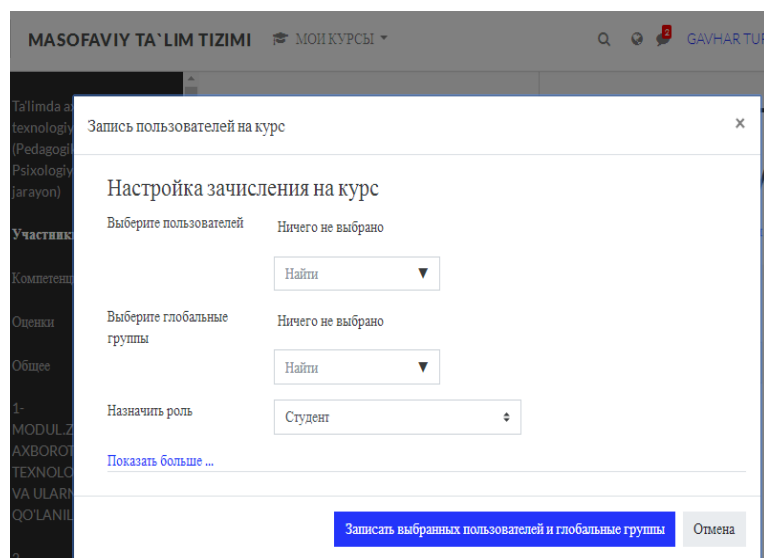 MASOFAVIY TA`LIM TIZIMI МОИ КУРСЫ
2
GAVHAR TUR
Ta'limda ax
texnologiy
(Pedagogik
Psixologiy
jarayon)
Участник
Компетенц
Оценки
Общее
1-
MODUL.Z
AXBOROT
TEXNOLO
VA ULARN
QO'LANIL
Запись пользователей на курс ×
Настройка зачисления на курс
Выберите пользователей Ничего не выбрано
Найти ▼
Выберите глобальные Ничего не выбрано
группы
Найти ▼
Назначить роль Студент
Показать больше ...
Записать выбранных пользователей и глобальные группы Отмена